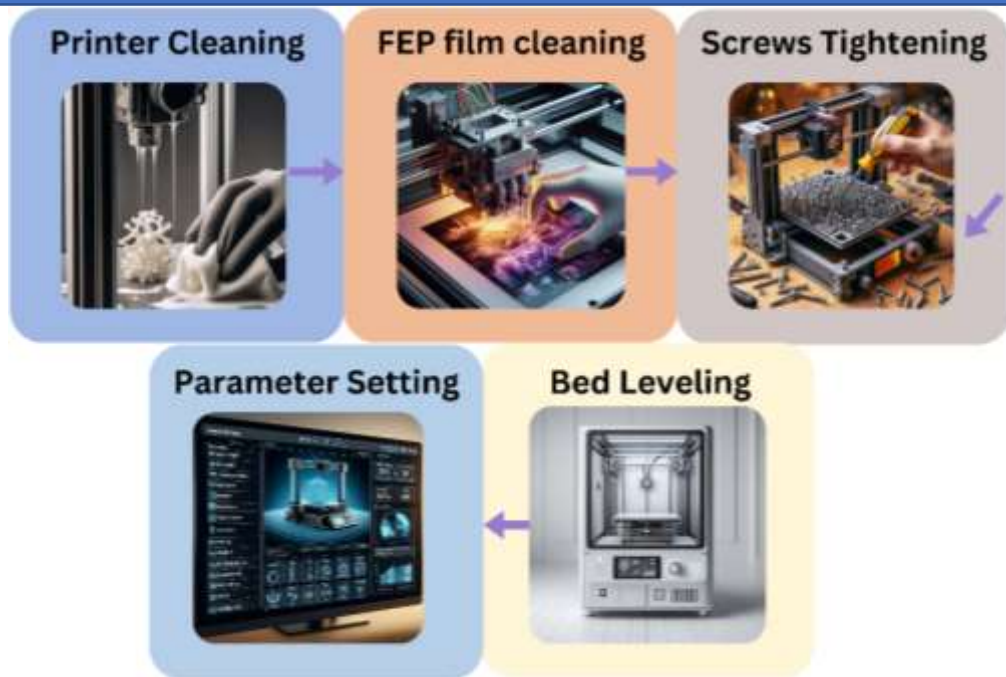 Printer Cleaning
FEP film cleaning
Screws Tightening
Parameter Setting
Bed Leveling